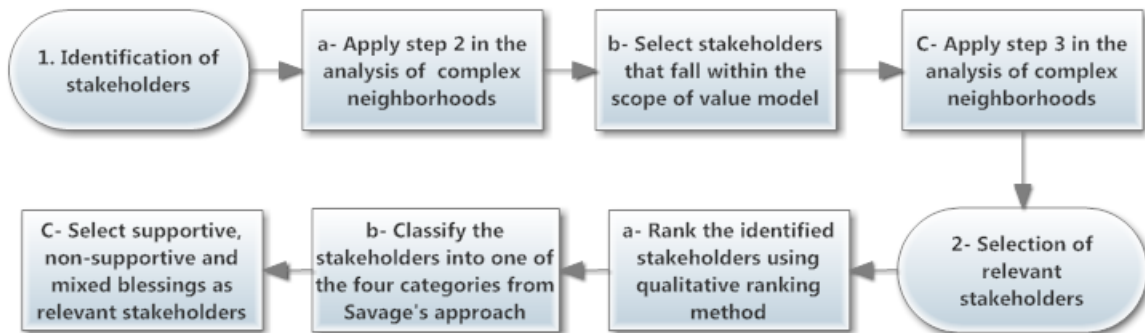 1. Identification of
stakeholders
a- Apply step 2 in the
analysis of complex
neighborhoods
b- Select stakeholders
that fall within the
scope of value model
C- Apply step 3 in the
analysis of complex
neighborhoods
2- Selection of
relevant
stakeholders
a- Rank the identified
stakeholders using
qualitative ranking
method
b- Classify the
stakeholders into one of
the four categories from
Savage's approach
C- Select supportive,
non-supportive and
mixed blessings as
relevant stakeholders